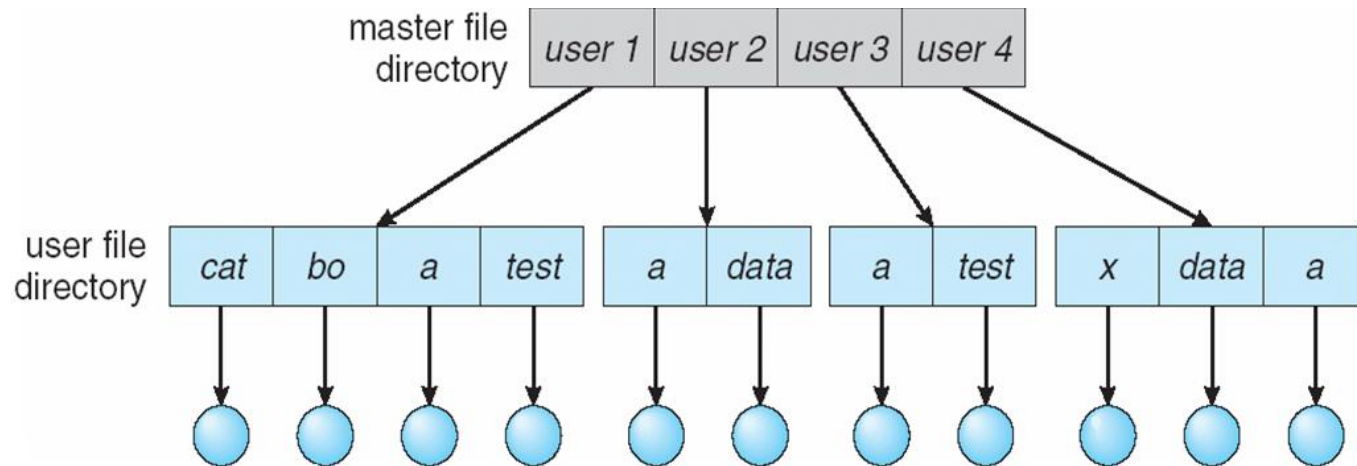 master file
directory
user 1 user 2 user 3 user 4
user file
directory
cat bo a test a data a test x data a